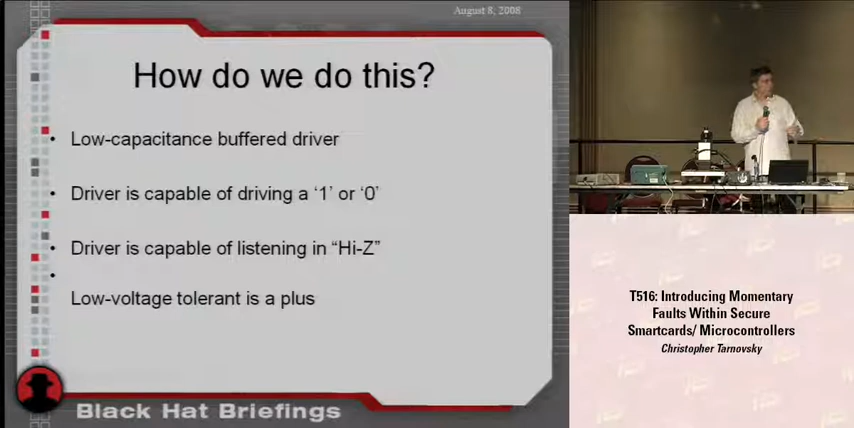 August 8, 2008
How do we do this?
• Low-capacitance buffered driver
• Driver is capable of driving a ‘1’ or ‘0’
• Driver is capable of listening in “Hi-Z”
•
Low-voltage tolerant is a plus
Black Hat Briefings
T516: Introducing Momentary
Faults Within Secure
Smartcards/ Microcontrollers
Christopher Tarnovsky